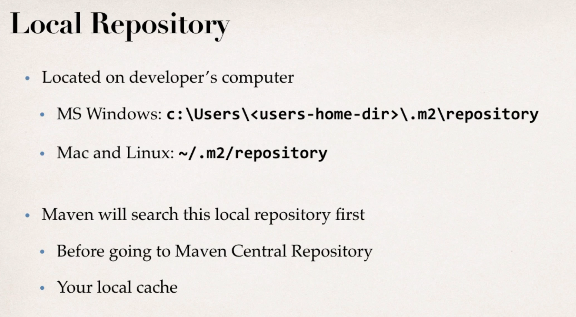 Local Repository
• Located on developer’s computer
• MS Windows: c:\Users\<users-home-dir>\.m2\repository
• Mac and Linux: ~/.m2/repository
• Maven will search this local repository first
• Before going to Maven Central Repository
• Your local cache